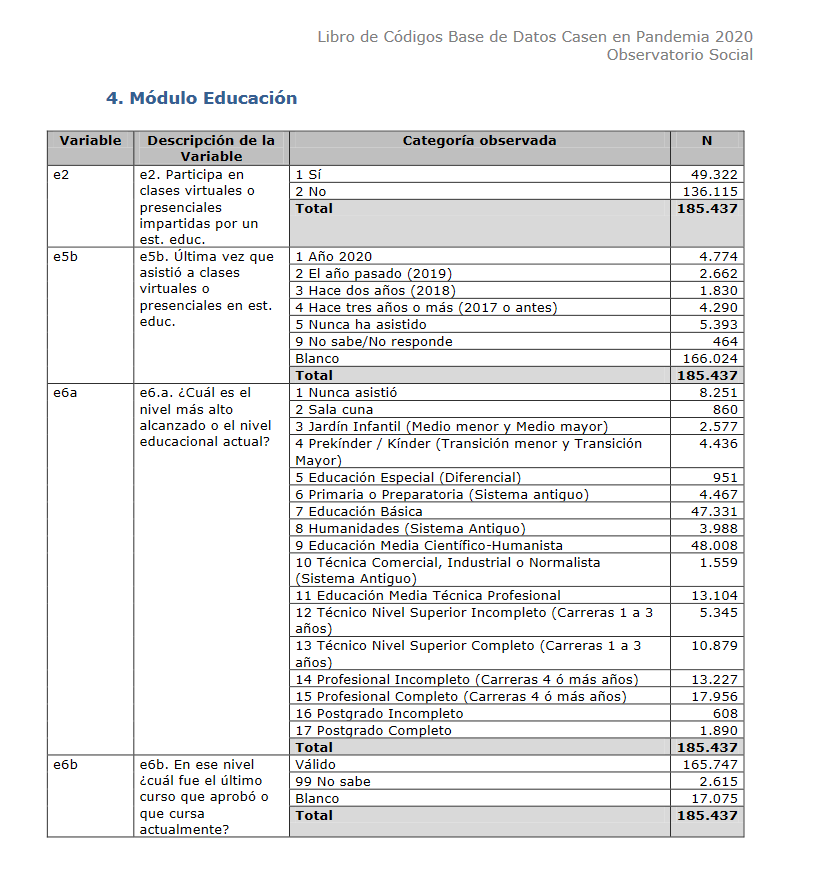 Libro de Códigos Base de Datos Casen en Pandemia 2020
Observatorio Social
4. Módulo Educación
Variable
Descripción de la
Variable
Categoría observada
N
e2
e2. Participa en
clases virtuales o
presenciales
impartidas por un
est. educ.
1 Sí 49.322
2 No 136.115
Total 185.437
e5b
e5b. Última vez que
asistió a clases
virtuales o
presenciales en est.
educ.
1 Año 2020 4.774
2 El año pasado (2019) 2.662
3 Hace dos años (2018) 1.830
4 Hace tres años o más (2017 o antes) 4.290
5 Nunca ha asistido 5.393
9 No sabe/No responde 464
Blanco 166.024
Total 185.437
e6a
e6.a. ¿Cuál es el
nivel más alto
alcanzado o el nivel
educacional actual?
1 Nunca asistió 8.251
2 Sala cuna 860
3 Jardín Infantil (Medio menor y Medio mayor) 2.577
4 Prekínder / Kínder (Transición menor y Transición 4.436
Mayor)
5 Educación Especial (Diferencial) 951
6 Primaria o Preparatoria (Sistema antiguo) 4.467
7 Educación Básica 47.331
8 Humanidades (Sistema Antiguo) 3.988
9 Educación Media Científico-Humanista 48.008
10 Técnica Comercial, Industrial o Normalista 1.559
(Sistema Antiguo)
11 Educación Media Técnica Profesional 13.104
12 Técnico Nivel Superior Incompleto (Carreras 1 a 3 5.345
años)
13 Técnico Nivel Superior Completo (Carreras 1 a 3 10.879
años)
14 Profesional Incompleto (Carreras 4 ó más años) 13.227
15 Profesional Completo (Carreras 4 ó más años) 17.956
16 Postgrado Incompleto 608
17 Postgrado Completo 1.890
Total 185.437
e6b
e6b. En ese nivel
¿cuál fue el último
curso que aprobó o
que cursa
actualmente?
Válido 165.747
99 No sabe 2.615
Blanco 17.075
Total 185.437